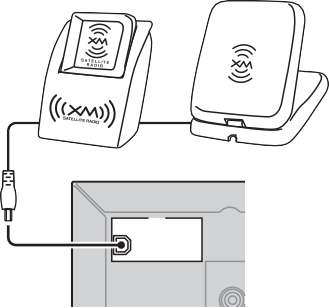 XM
SATELLITE
RADIO
((XM))
SATELLITE RADIO
XM